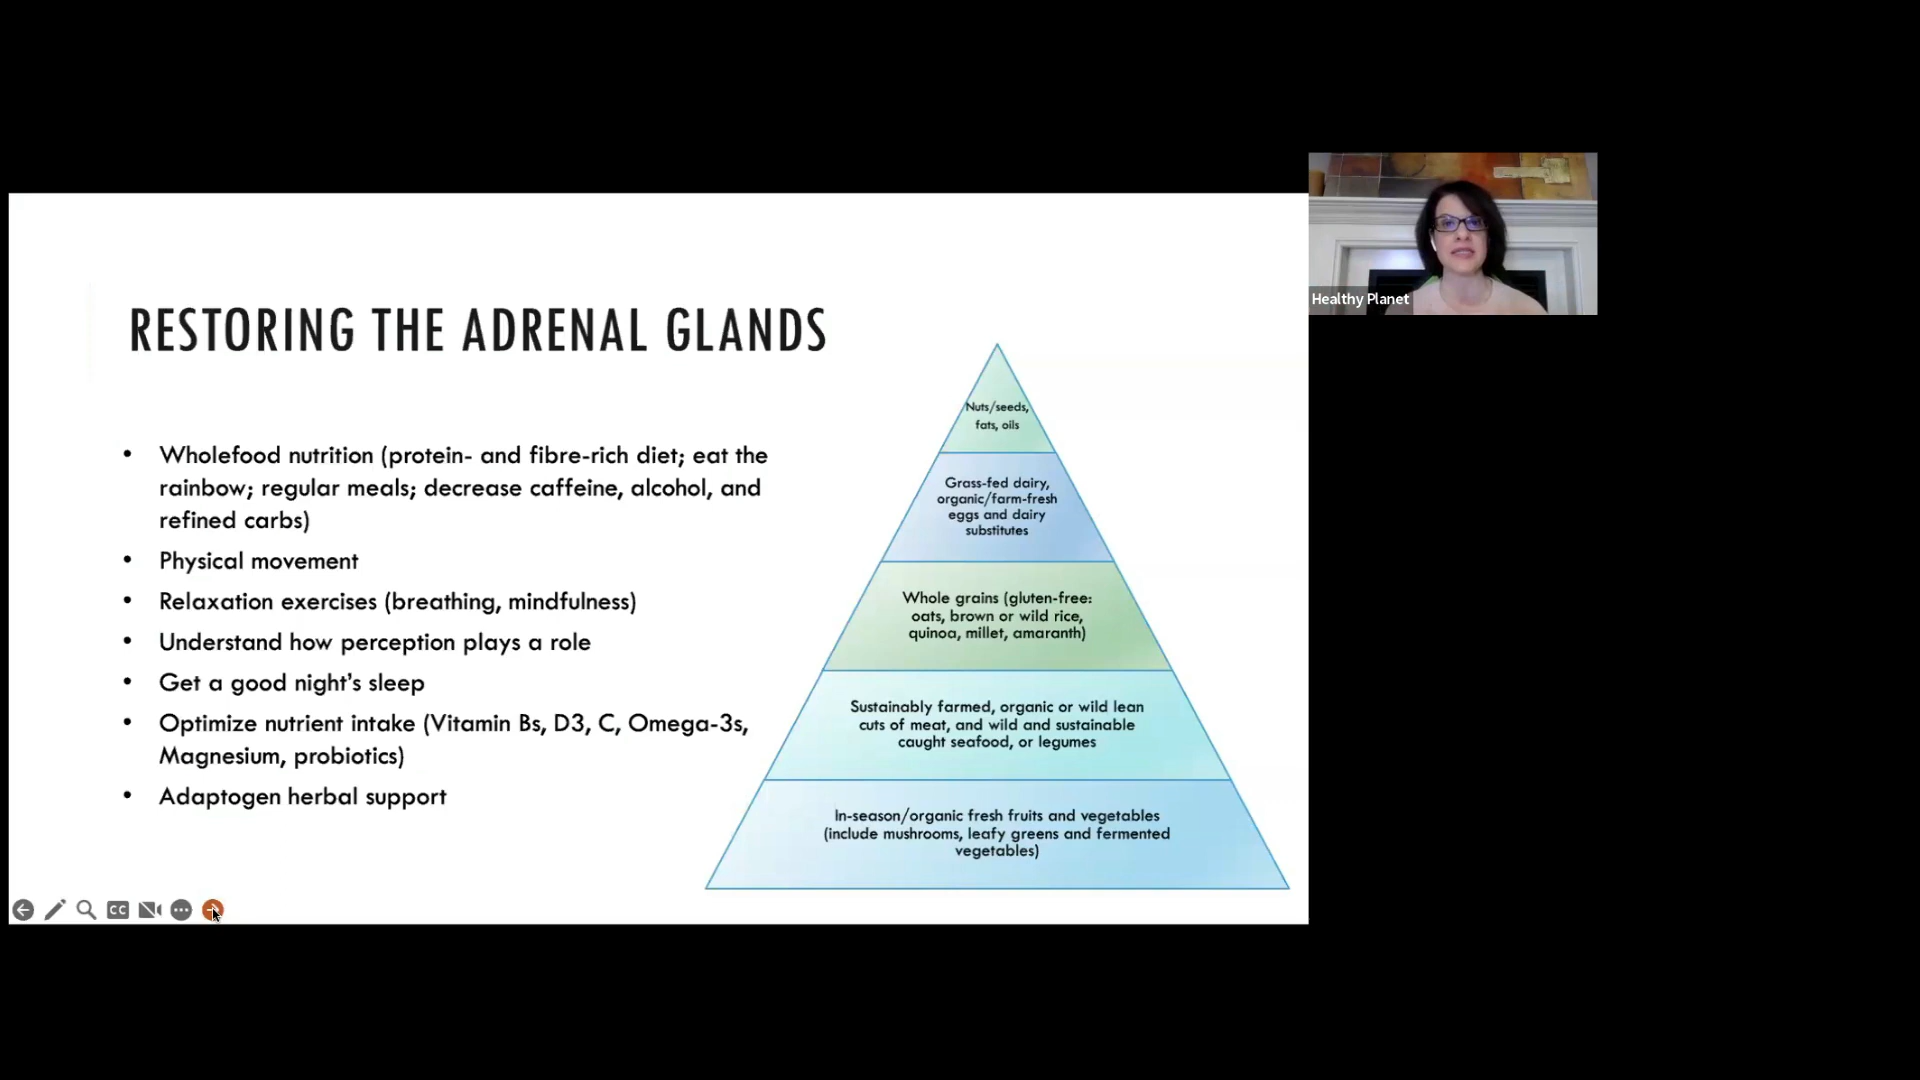 RESTORING THE ADRENAL GLANDS
• Wholefood nutrition (protein- and fibre-rich diet; eat the
rainbow; regular meals; decrease caffeine, alcohol, and
refined carbs)
• Physical movement
• Relaxation exercises (breathing, mindfulness)
• Understand how perception plays a role
• Get a good night's sleep
• Optimize nutrient intake (Vitamin Bs, D3, C, Omega-3s,
Magnesium, probiotics)
• Adaptogen herbal support
Nuts/seeds,
fats, oils
Grass-fed dairy,
organic/farm-fresh
eggs and dairy
substitutes
Whole grains (gluten-free:
oats, brown or wild rice,
quinoa, millet, amaranth)
Sustainably farmed, organic or wild lean
cuts of meat, and wild and sustainable
caught seafood, or legumes
In-season/organic fresh fruits and vegetables
(include mushrooms, leafy greens and fermented
vegetables)
CC
Healthy Planet